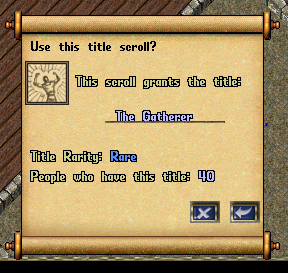 Use this title scroll?
This scroll grants the title:
The Gatherer
Title Rarity: Rare
People who have this title: 40